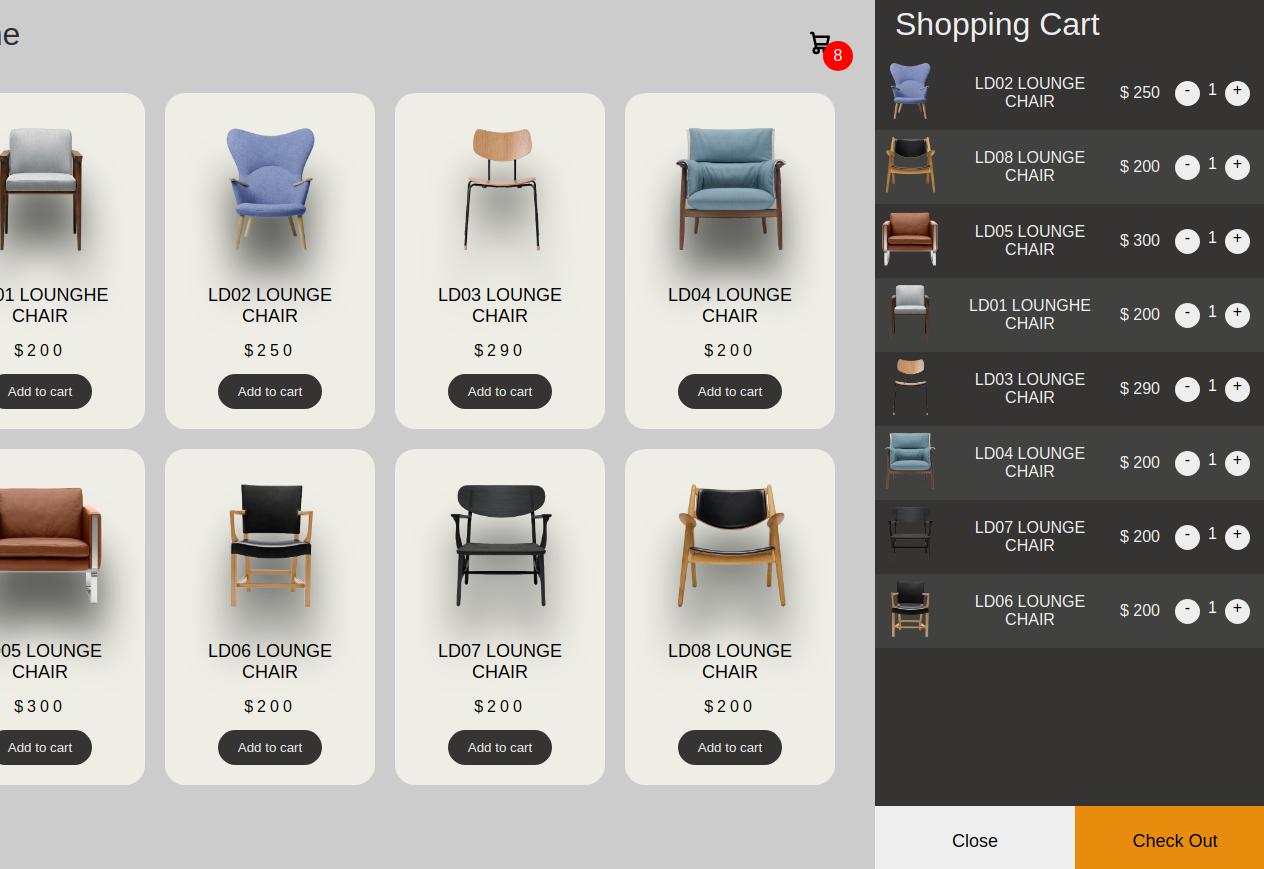 8
01 LOUNGHE
CHAIR
$200
Add to cart
LD02 LOUNGE
CHAIR
$250
Add to cart
LD03 LOUNGE
CHAIR
$290
Add to cart
LD04 LOUNGE
CHAIR
$200
Add to cart
05 LOUNGE
CHAIR
$300
Add to cart
LD06 LOUNGE
CHAIR
$200
Add to cart
LD07 LOUNGE
CHAIR
$200
Add to cart
LD08 LOUNGE
CHAIR
$200
Add to cart
Shopping Cart
LD02 LOUNGE
CHAIR
$ 250
- 1 +
LD08 LOUNGE
CHAIR
$ 200
- 1 +
LD05 LOUNGE
CHAIR
$ 300
- 1 +
LD01 LOUNGHE
CHAIR
$ 200
- 1 +
LD03 LOUNGE
CHAIR
$ 290
- 1 +
LD04 LOUNGE
CHAIR
$ 200
- 1 +
LD07 LOUNGE
CHAIR
$ 200
- 1 +
LD06 LOUNGE
CHAIR
$ 200
- 1 +
Close
Check Out